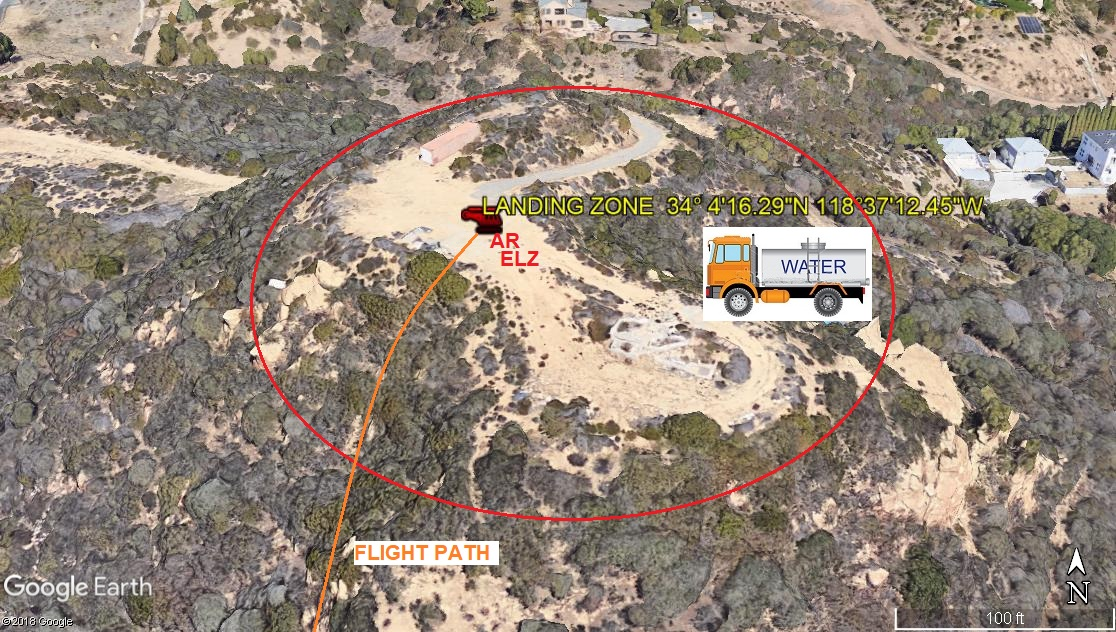 LANDING ZONE  34° 4'16.29"N 118°37'12.45"W
AR
ELZ
WATER
FLIGHT PATH
Google Earth
©2018 Google
N
100 ft